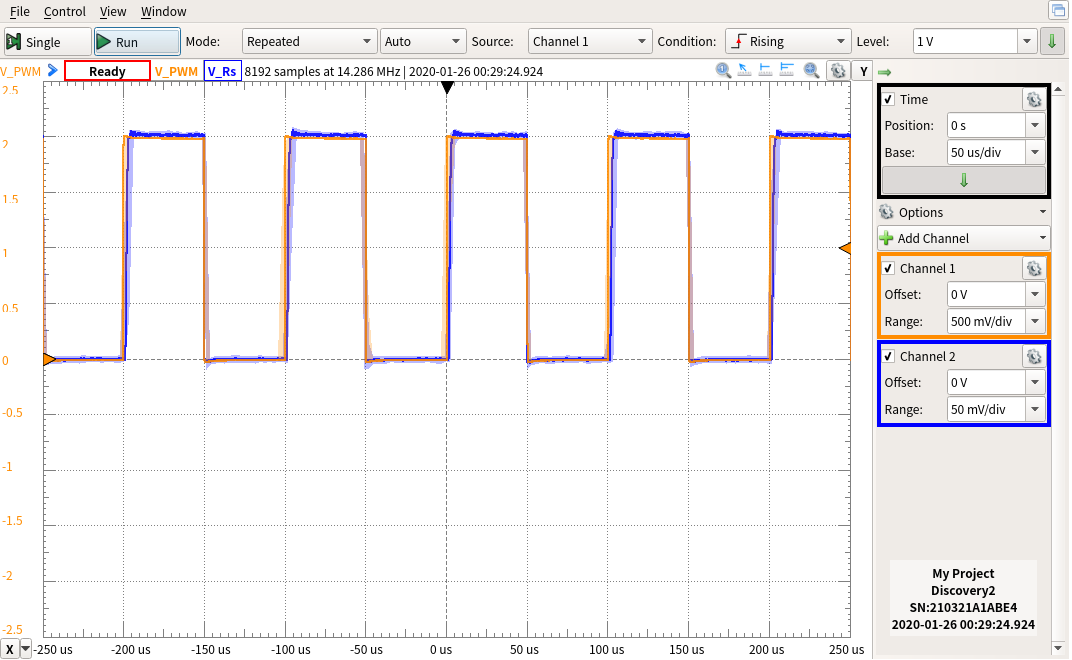 File Control View Window
Single Run Mode: Repeated Auto Source: Channel 1 Condition: Rising Level: 1 V
V_PWM Ready V_PWM V_Rs 8192 samples at 14.286 MHz | 2020-01-26 00:29:24.924 Y
2.5
2
1.5
1
0.5
0
-0.5
-1
-1.5
-2
-2.5
X -250 us -200 us -150 us -100 us -50 us 0 us 50 us 100 us 150 us 200 us 250 us
Time
Position: 0 s
Base: 50 us/div
Options
Add Channel
Channel 1
Offset: 0 V
Range: 500 mV/div
Channel 2
Offset: 0 V
Range: 50 mV/div
My Project
Discovery2
SN:210321A1ABE4
2020-01-26 00:29:24.924